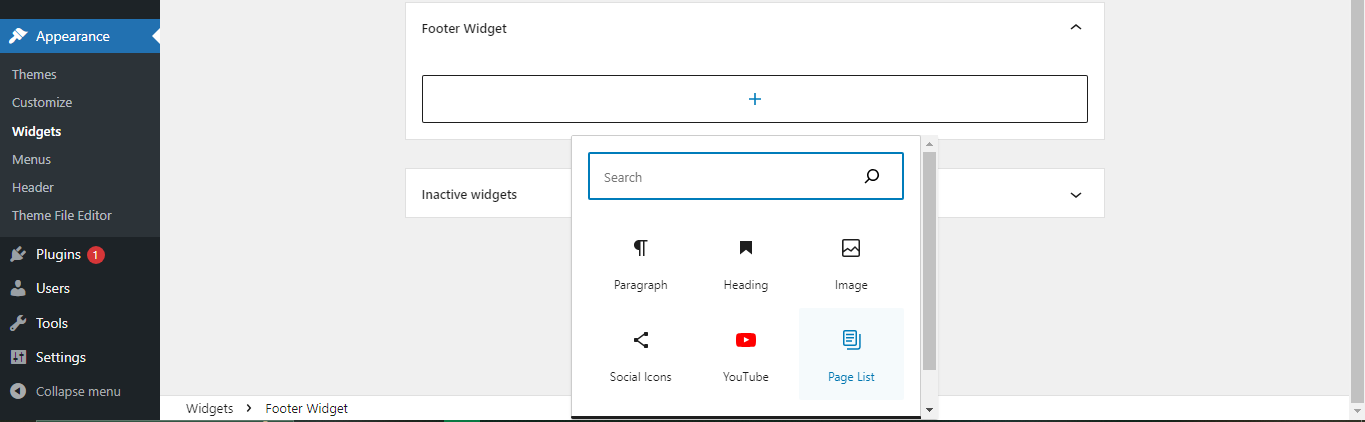 Appearance
Themes
Customize
Widgets
Menus
Header
Theme File Editor
Plugins 1
Users
Tools
Settings
Collapse menu
Footer Widget
Inactive widgets
Search
Paragraph Heading Image
Social Icons YouTube Page List
Widgets Footer Widget